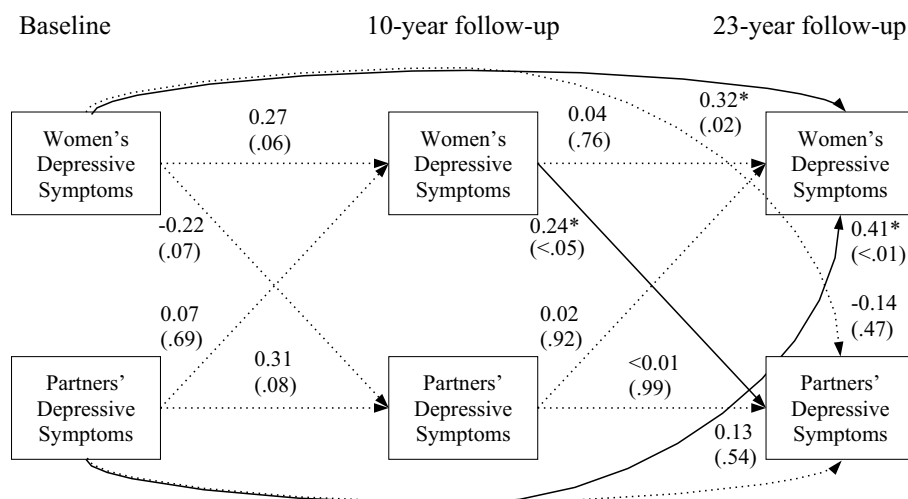 Baseline
10-year follow-up
23-year follow-up
Women’s
Depressive
Symptoms
0.27
(.06)
Women’s
Depressive
Symptoms
0.04
(.76)
0.32*
(.02)
Women’s
Depressive
Symptoms
-0.22
(.07)
0.24*
(<.05)
0.41*
(<.01)
0.07
(.69)
0.02
(.92)
-0.14
(.47)
Partners’
Depressive
Symptoms
0.31
(.08)
Partners’
Depressive
Symptoms
<0.01
(.99)
Partners’
Depressive
Symptoms
0.13
(.54)